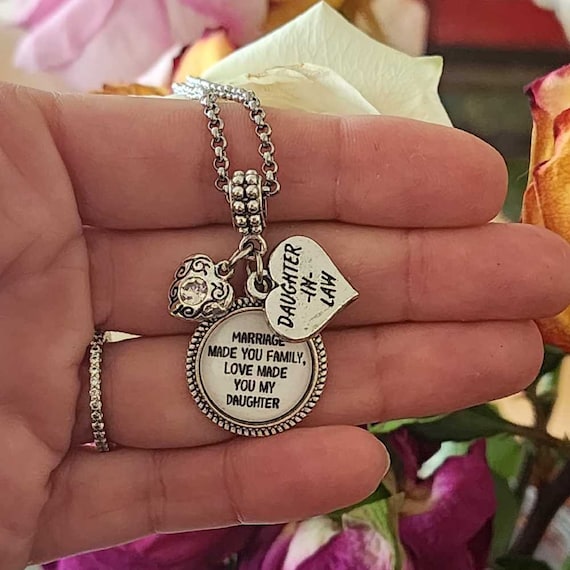 DAUGHTER
-IN-
LAW
MARRIAGE
MADE YOU FAMILY,
LOVE MADE
YOU MY
DAUGHTER